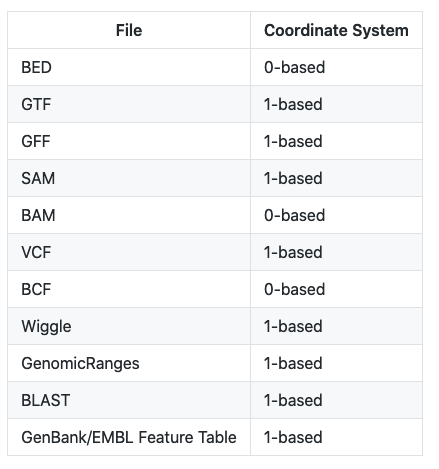 File Coordinate System
BED 0-based
GTF 1-based
GFF 1-based
SAM 1-based
BAM 0-based
VCF 1-based
BCF 0-based
Wiggle 1-based
GenomicRanges 1-based
BLAST 1-based
GenBank/EMBL Feature Table 1-based